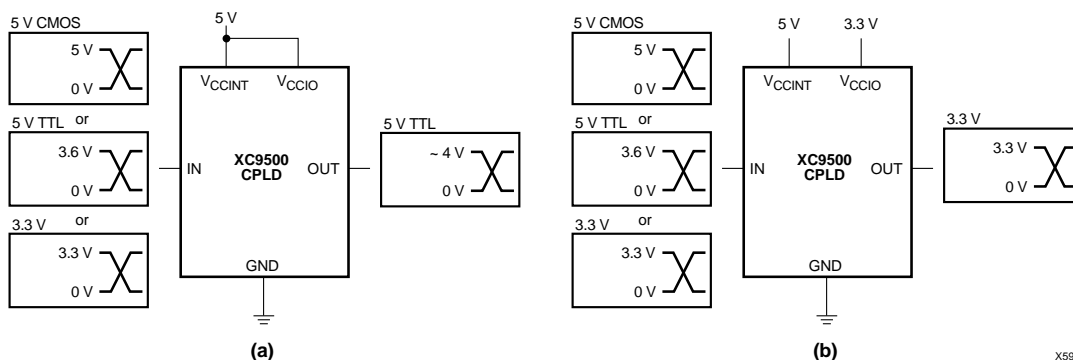 5 V CMOS
5 V
0 V
5 V TTL or
3.6 V
0 V
3.3 V or
3.3 V
0 V
5 V
VCCINT VCCIO
IN XC9500 CPLD OUT
GND
5 V TTL
~ 4 V
0 V
(a)
5 V CMOS
5 V
0 V
5 V TTL or
3.6 V
0 V
3.3 V or
3.3 V
0 V
5 V 3.3 V
VCCINT VCCIO
IN XC9500 CPLD OUT
GND
3.3 V
3.3 V
0 V
(b)